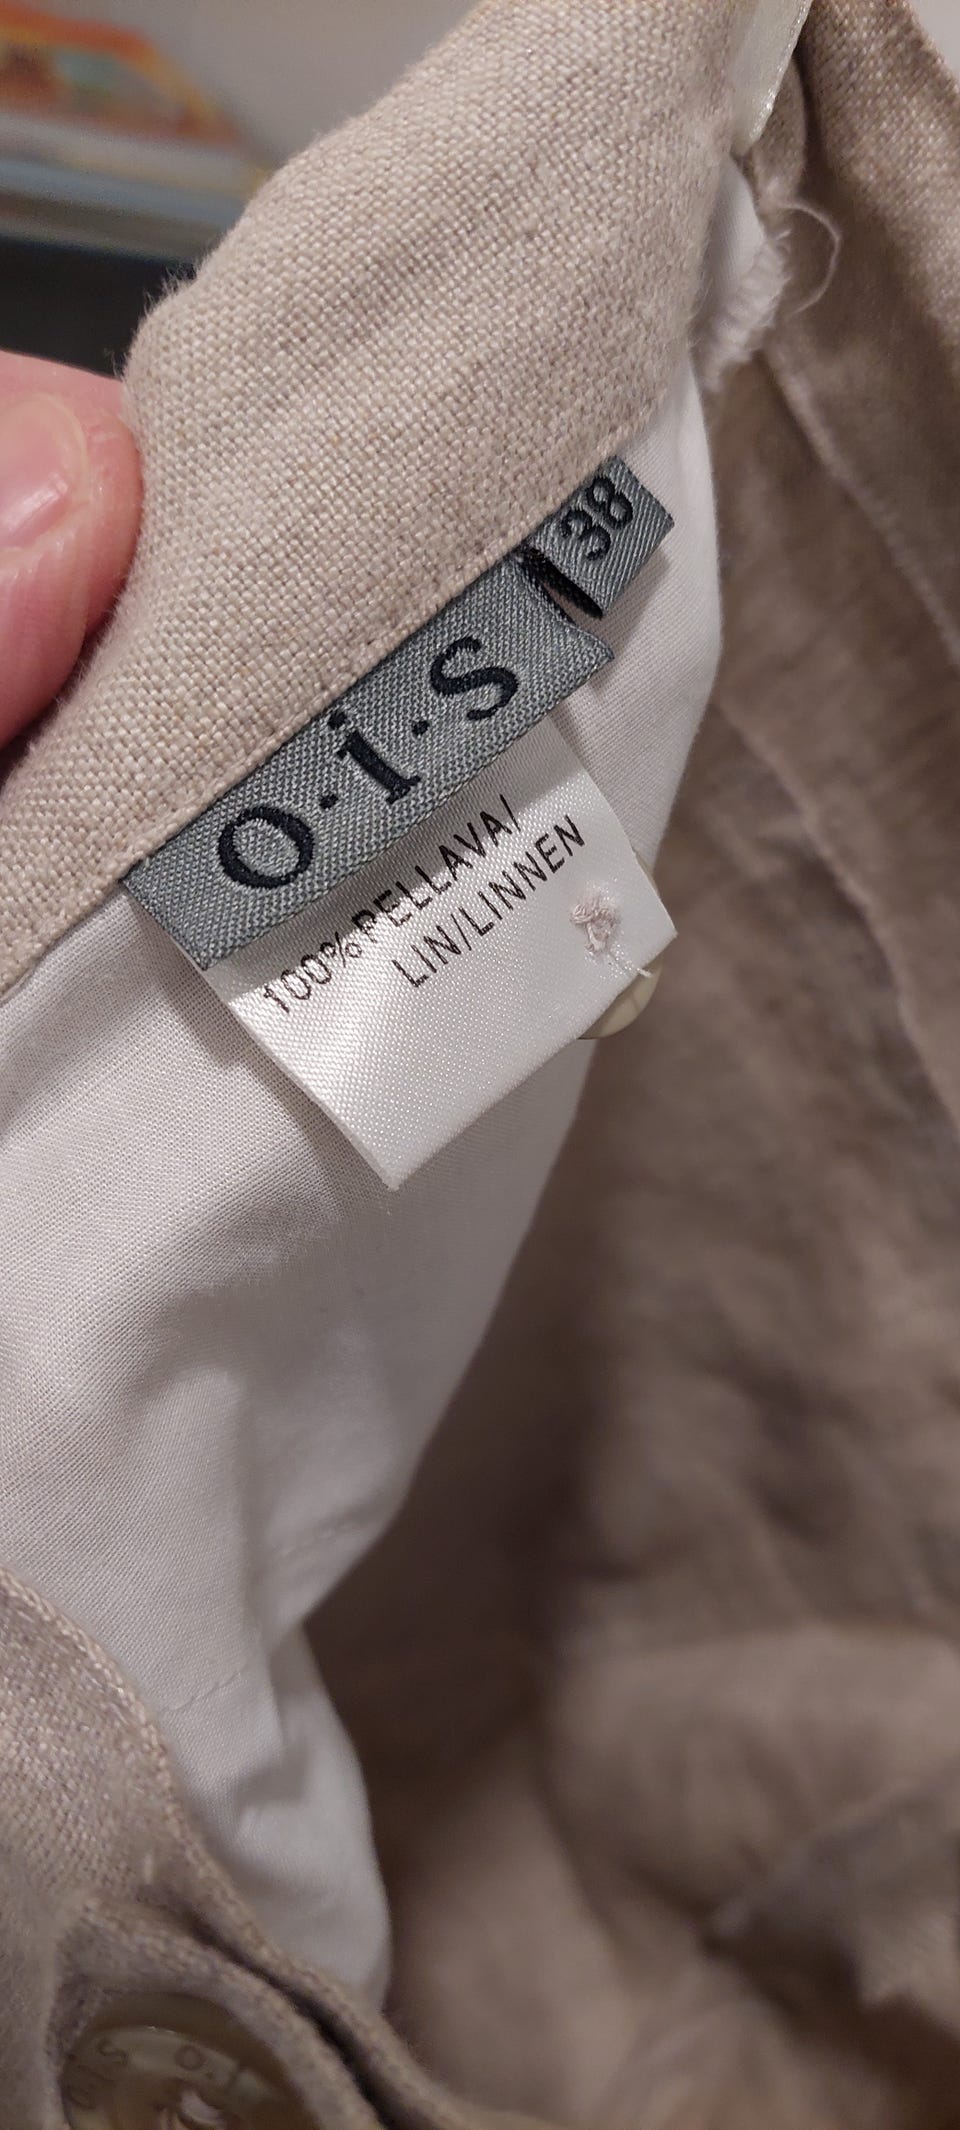 o·i·s
38
100%PELLAVA/
LIN/LINNEN